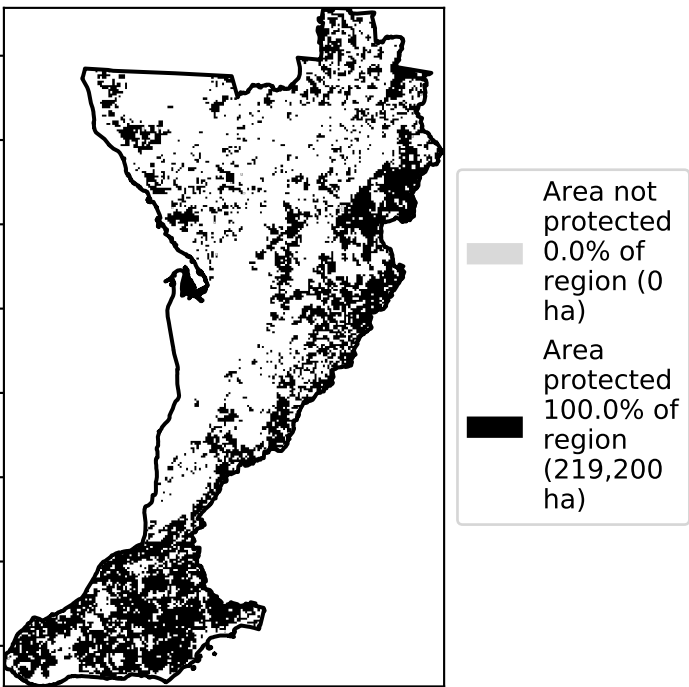 Area not
protected
0.0% of
region (0
ha)
Area
protected
100.0% of
region
(219,200
ha)